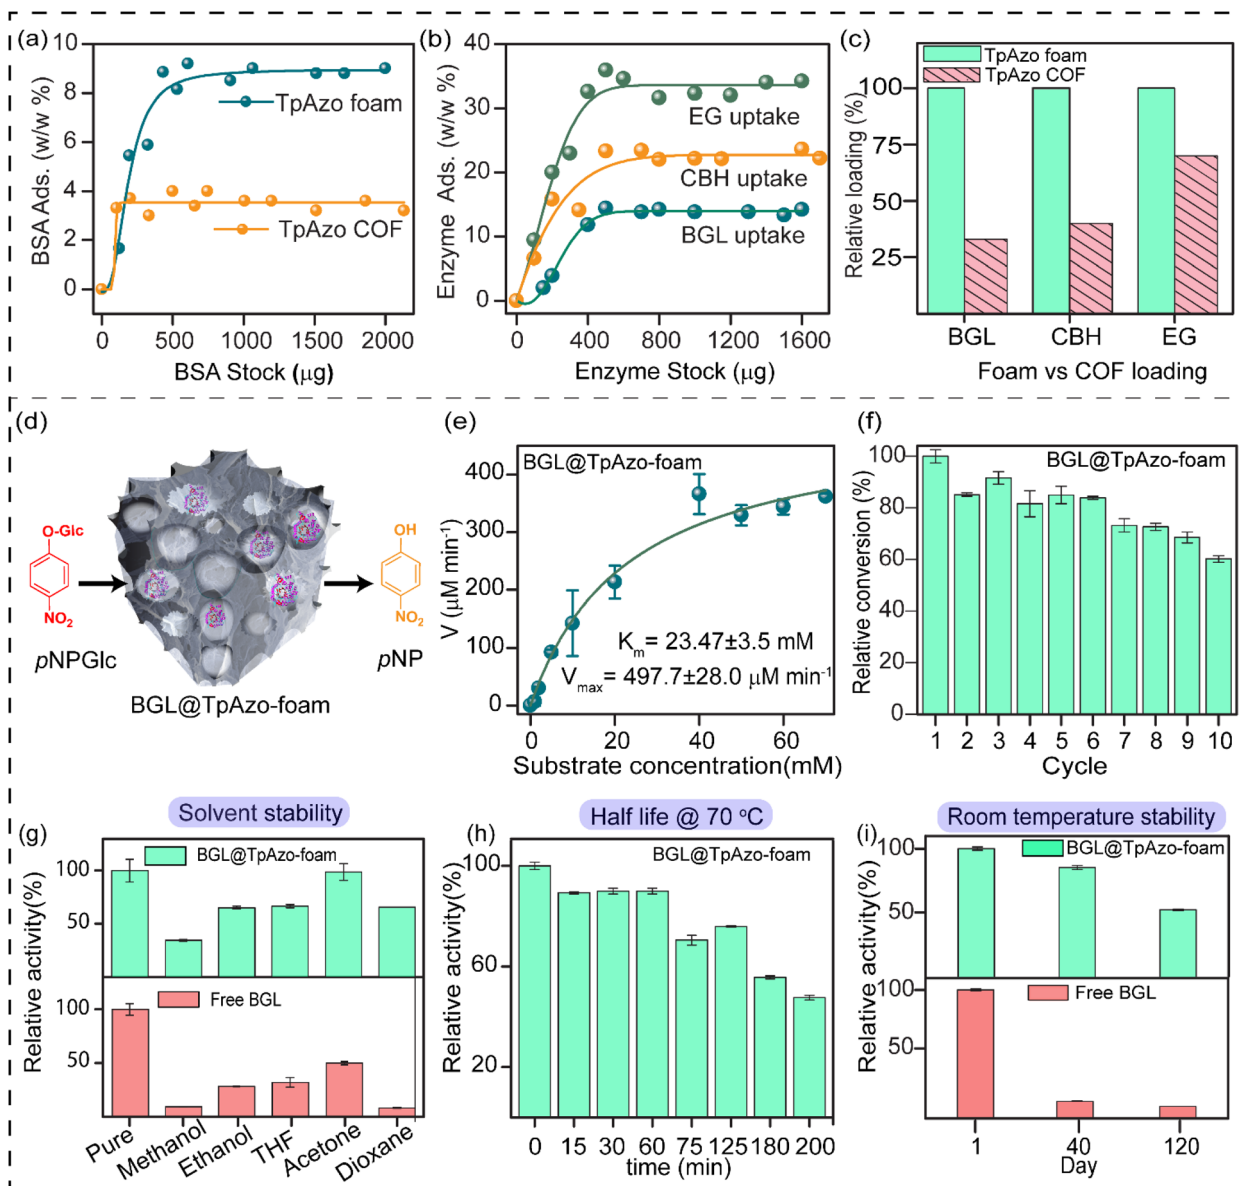 (a)
10
8
6
4
2
0
BSA Ads. (w/w %)
TpAzo foam
TpAzo COF
0 500 1000 1500 2000
BSA Stock (μg)
(b)
40
30
20
10
0
Enzyme Ads. (w/w %)
EG uptake
CBH uptake
BGL uptake
0 400 800 1200 1600
Enzyme Stock (μg)
(c)
TpAzo foam
TpAzo COF
100
75
50
25
Relative loading (%)
BGL CBH EG
Foam vs COF loading
(d)
O-Glc
NO2
pNPGlc
BGL@TpAzo-foam
OH
NO2
pNP
(e)
BGL@TpAzo-foam
400
300
200
100
0
V (μM min-1)
Km = 23.47±3.5 mM
Vmax= 497.7±28.0 μM min-1
0 20 40 60
Substrate concentration(mM)
(f)
BGL@TpAzo-foam
100
80
60
40
20
0
Relative conversion (%)
1 2 3 4 5 6 7 8 9 10
Cycle
Solvent stability
(g)
BGL@TpAzo-foam
100
50
Free BGL
100
50
Relative activity(%)
Pure Methanol Ethanol THF Acetone Dioxane
Half life @ 70 °C
(h)
BGL@TpAzo-foam
100
60
20
Relative activity(%)
0 15 30 60 75 125 180 200
time (min)
Room temperature stability
(i)
BGL@TpAzo-foam
100
50
Free BGL
100
50
Relative activity(%)
1 40 120
Day